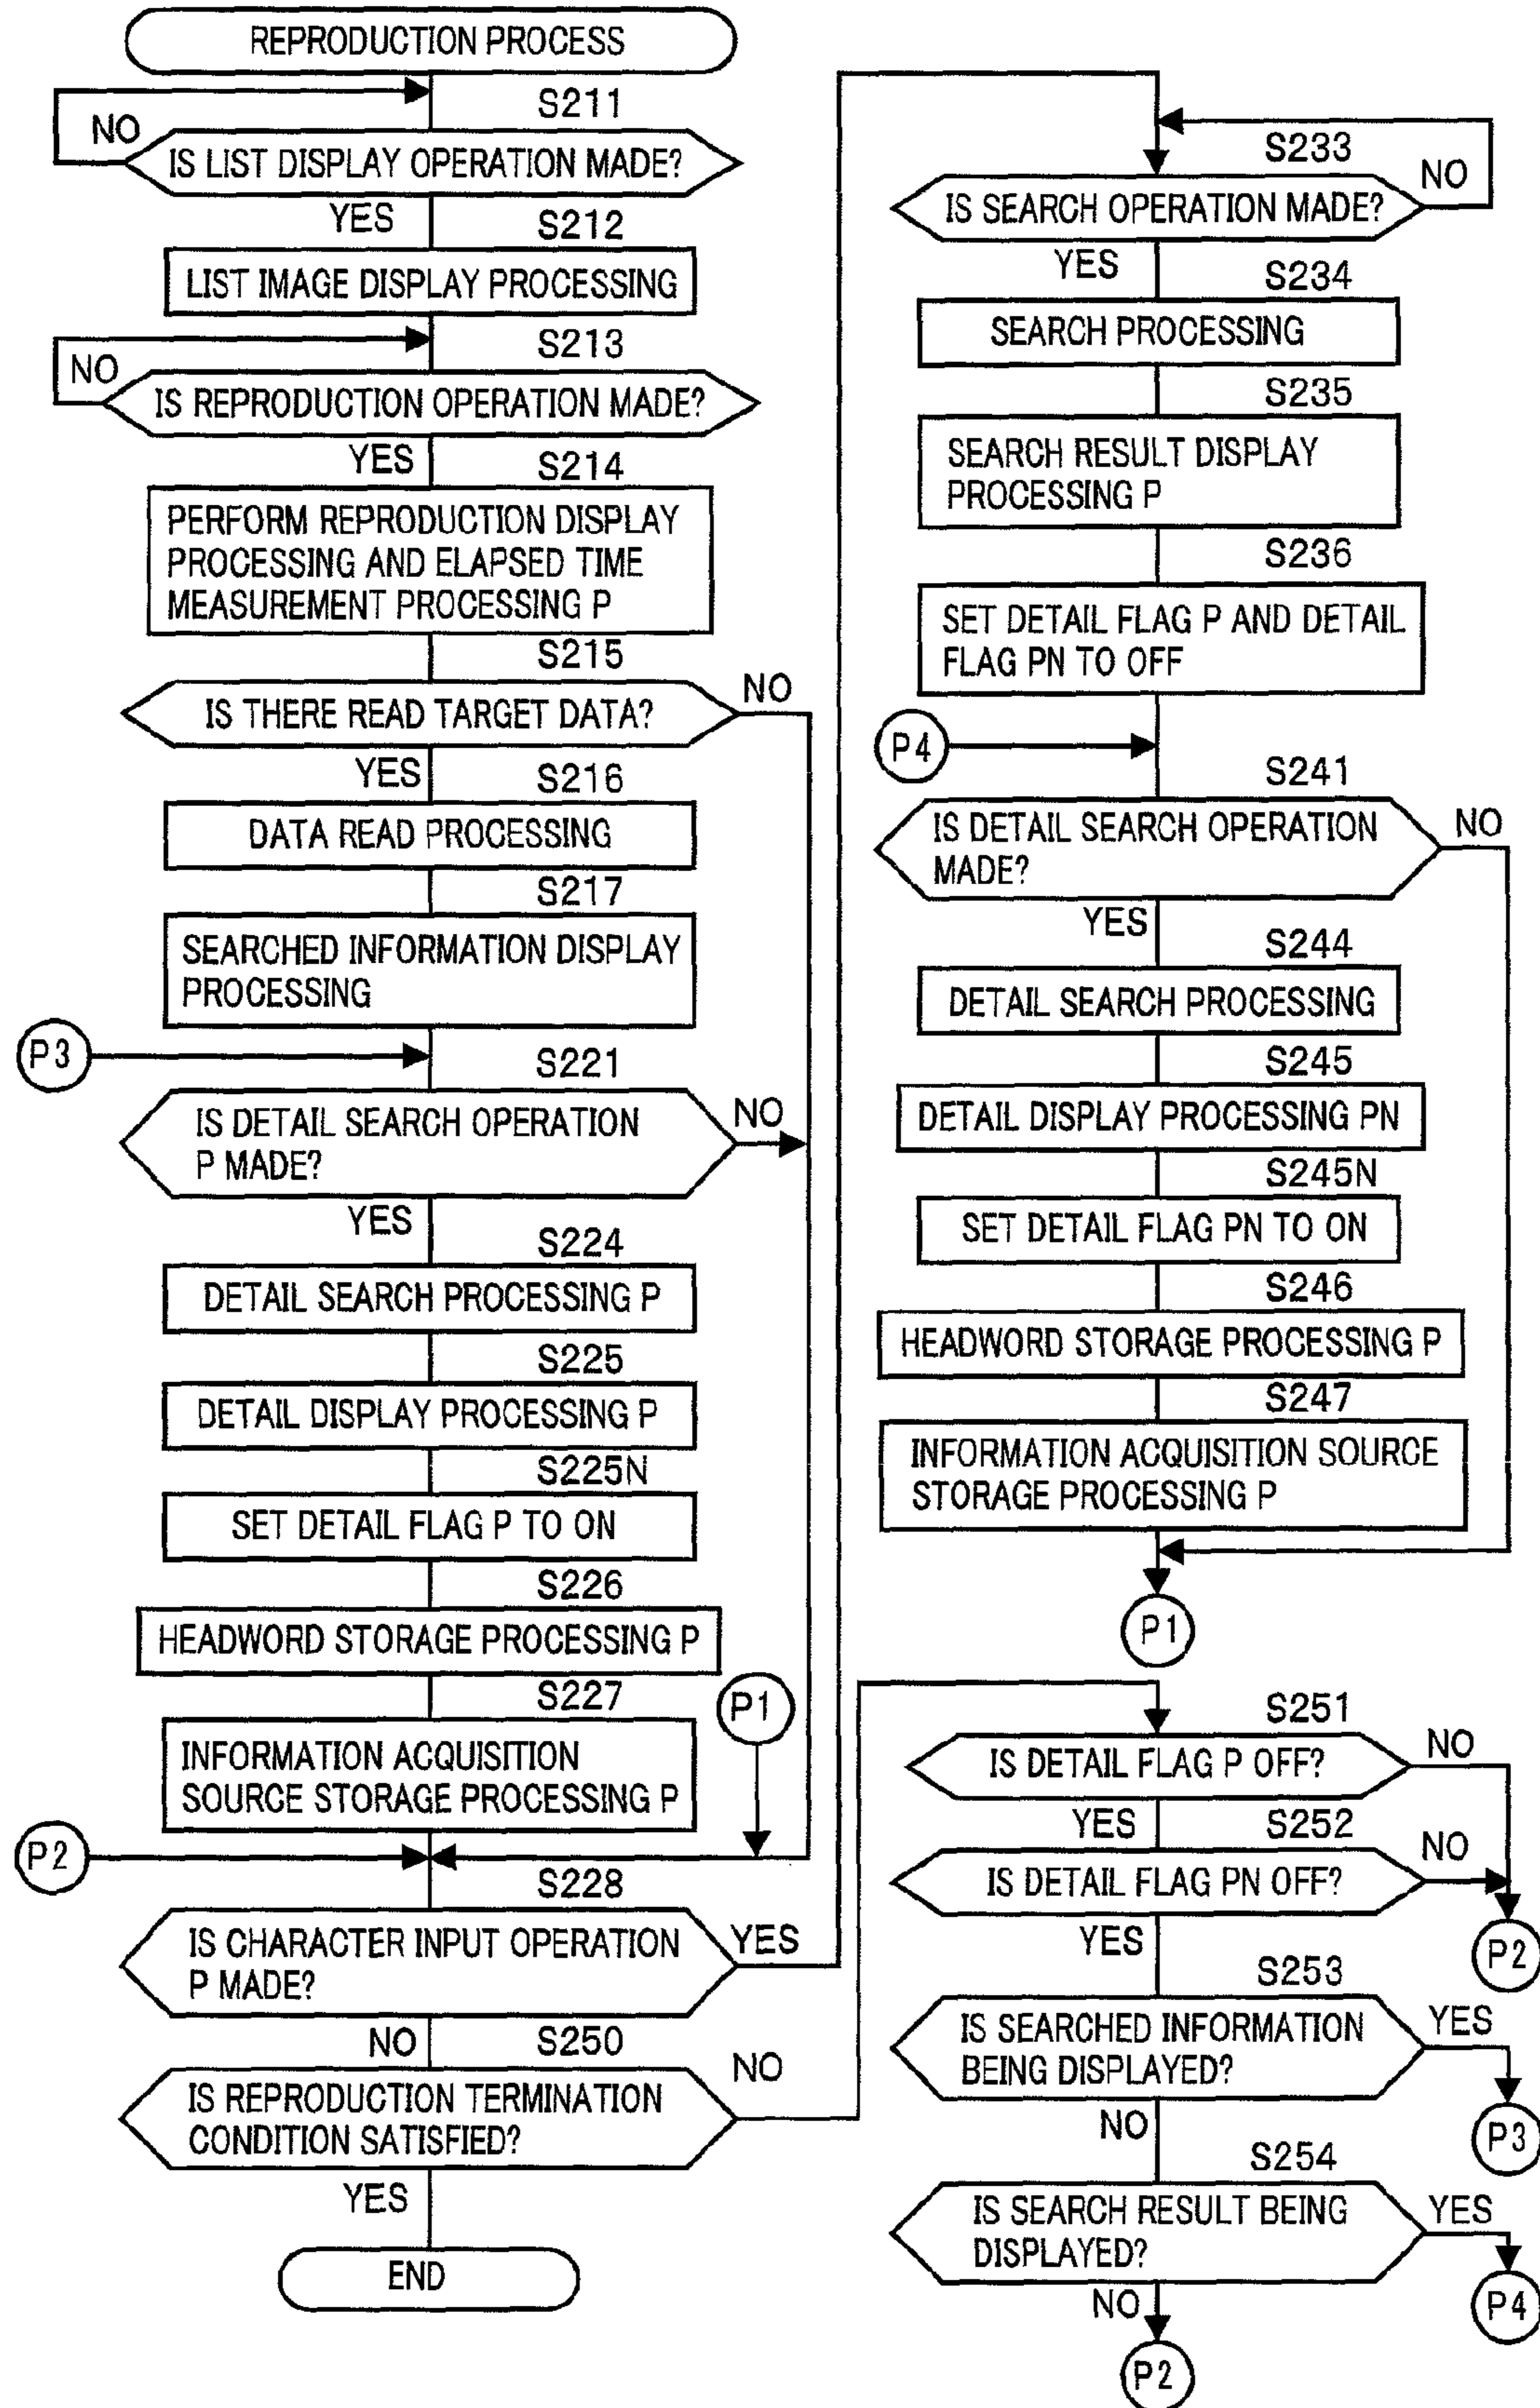 REPRODUCTION PROCESS
S211
NO
IS LIST DISPLAY OPERATION MADE?
YES
S212
LIST IMAGE DISPLAY PROCESSING
S213
NO
IS REPRODUCTION OPERATION MADE?
YES
S214
PERFORM REPRODUCTION DISPLAY
PROCESSING AND ELAPSED TIME
MEASUREMENT PROCESSING P
S215
IS THERE READ TARGET DATA?
NO
YES
S216
DATA READ PROCESSING
S217
SEARCHED INFORMATION DISPLAY
PROCESSING
P3
S221
IS DETAIL SEARCH OPERATION
P MADE?
NO
YES
S224
DETAIL SEARCH PROCESSING P
S225
DETAIL DISPLAY PROCESSING P
S225N
SET DETAIL FLAG P TO ON
S226
HEADWORD STORAGE PROCESSING P
S227
P1
INFORMATION ACQUISITION
SOURCE STORAGE PROCESSING P
P2
S228
IS CHARACTER INPUT OPERATION
P MADE?
YES
NO
S250
IS REPRODUCTION TERMINATION
CONDITION SATISFIED?
NO
YES
END
S233
IS SEARCH OPERATION MADE?
NO
YES
S234
SEARCH PROCESSING
S235
SEARCH RESULT DISPLAY
PROCESSING P
S236
SET DETAIL FLAG P AND DETAIL
FLAG PN TO OFF
P4
S241
IS DETAIL SEARCH OPERATION
MADE?
NO
YES
S244
DETAIL SEARCH PROCESSING
S245
DETAIL DISPLAY PROCESSING PN
S245N
SET DETAIL FLAG PN TO ON
S246
HEADWORD STORAGE PROCESSING P
S247
INFORMATION ACQUISITION SOURCE
STORAGE PROCESSING P
P1
S251
IS DETAIL FLAG P OFF?
NO
YES
S252
IS DETAIL FLAG PN OFF?
NO
YES
P2
S253
IS SEARCHED INFORMATION
BEING DISPLAYED?
YES
NO
P3
S254
IS SEARCH RESULT BEING
DISPLAYED?
YES
NO
P4
P2